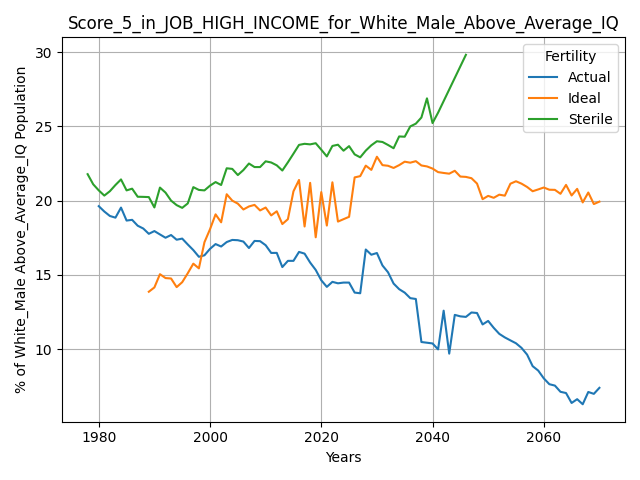 Score_5_in_JOB_HIGH_INCOME_for_White_Male_Above_Average_IQ
% of White_Male Above_Average_IQ Population
30
25
20
15
10
Fertility
Actual
Ideal
Sterile
1980
2000
2020
2040
2060
Years